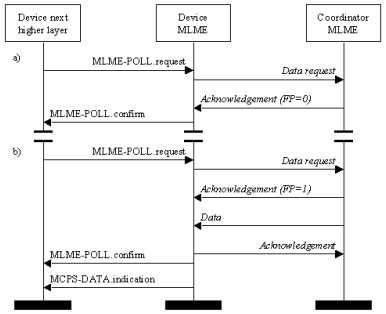 Device next
higher layer
Device
MLME
Coordinator
MLME
a)
MLME-POLL.request
Data request
Acknowledgement (FP=0)
MLME-POLL.confirm
b)
MLME-POLL.request
Data request
Acknowledgement (FP=1)
Data
Acknowledgement
MLME-POLL.confirm
MCPS-DATA.indication